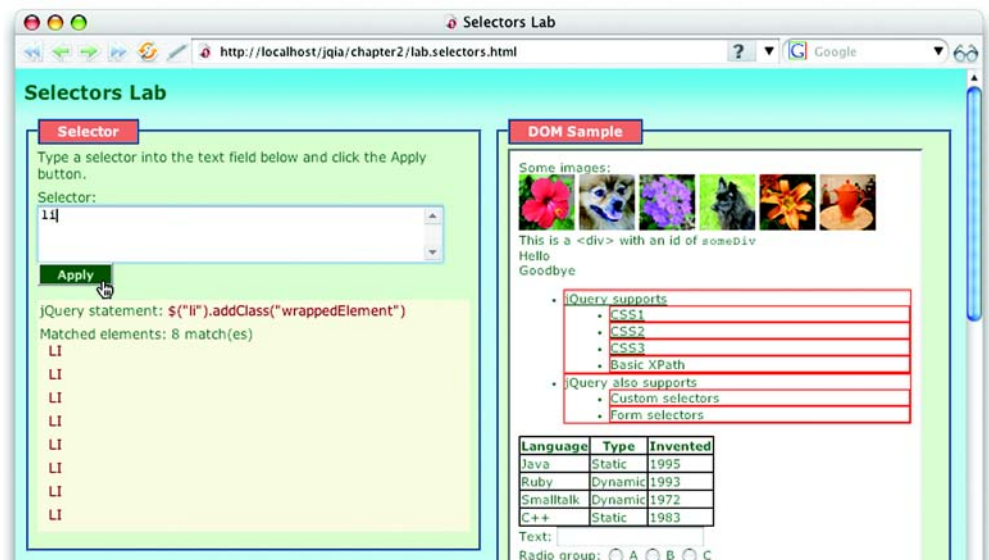 Selectors Lab
http://localhost/jqia/chapter2/lab.selectors.html
?
G Google
Selectors Lab
Selector
Type a selector into the text field below and click the Apply
button.
Selector:
li
Apply
jQuery statement: $("li").addClass("wrappedElement")
Matched elements: 8 match(es)
LI
LI
LI
LI
LI
LI
LI
LI
DOM Sample
Some images:
This is a <div> with an id of someDiv
Hello
Goodbye
• jQuery supports
• CSS1
• CSS2
• CSS3
• Basic XPath
• jQuery also supports
• Custom selectors
• Form selectors
Language Type Invented
Java Static 1995
Ruby Dynamic 1993
Smalltalk Dynamic 1972
C++ Static 1983
Text:
Radio group: A B C